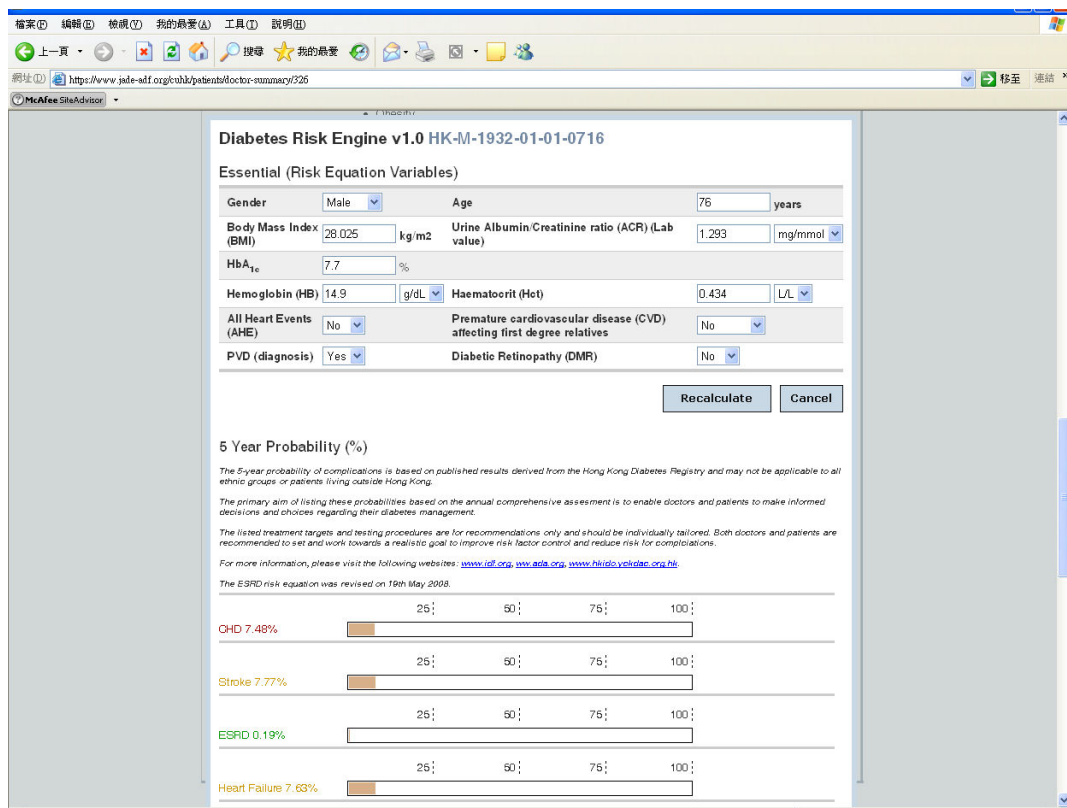 檔案(F) 編輯(E) 檢視(V) 我的最愛(A) 工具(T) 說明(H)
上一頁 搜尋 我的最愛
網址(D) https://www.jade-adf.org/cuhk/patients/doctor-summary/326 移至 連結 »
McAfee SiteAdvisor
Obesity
Diabetes Risk Engine v1.0 HK-M-1932-01-01-0716
Essential (Risk Equation Variables)
Gender Male Age 76 years
Body Mass Index (BMI) 28.025 kg/m2 Urine Albumin/Creatinine ratio (ACR) (Lab value) 1.293 mg/mmol
HbA1c 7.7 %
Hemoglobin (HB) 14.9 g/dL Haematocrit (Hct) 0.434 L/L
All Heart Events (AHE) No Premature cardiovascular disease (CVD) affecting first degree relatives No
PVD (diagnosis) Yes Diabetic Retinopathy (DMR) No
Recalculate Cancel
5 Year Probability (%)
The 5-year probability of complications is based on published results derived from the Hong Kong Diabetes Registry and may not be applicable to all
ethnic groups or patients living outside Hong Kong.
The primary aim of listing these probabilities based on the annual comprehensive assesment is to enable doctors and patients to make informed
decisions and choices regarding their diabetes management.
The listed treatment targets and testing procedures are for recommendations only and should be individually tailored. Both doctors and patients are
recommended to set and work towards a realistic goal to improve risk factor control and reduce risk for complciations.
For more information, please visit the following websites: www.idf.org, ww.ada.org, www.hkido.yckdac.org.hk.
The ESRD risk equation was revised on 19th May 2008.
25 50 75 100
CHD 7.48%
25 50 75 100
Stroke 7.77%
25 50 75 100
ESRD 0.19%
25 50 75 100
Heart Failure 7.63%